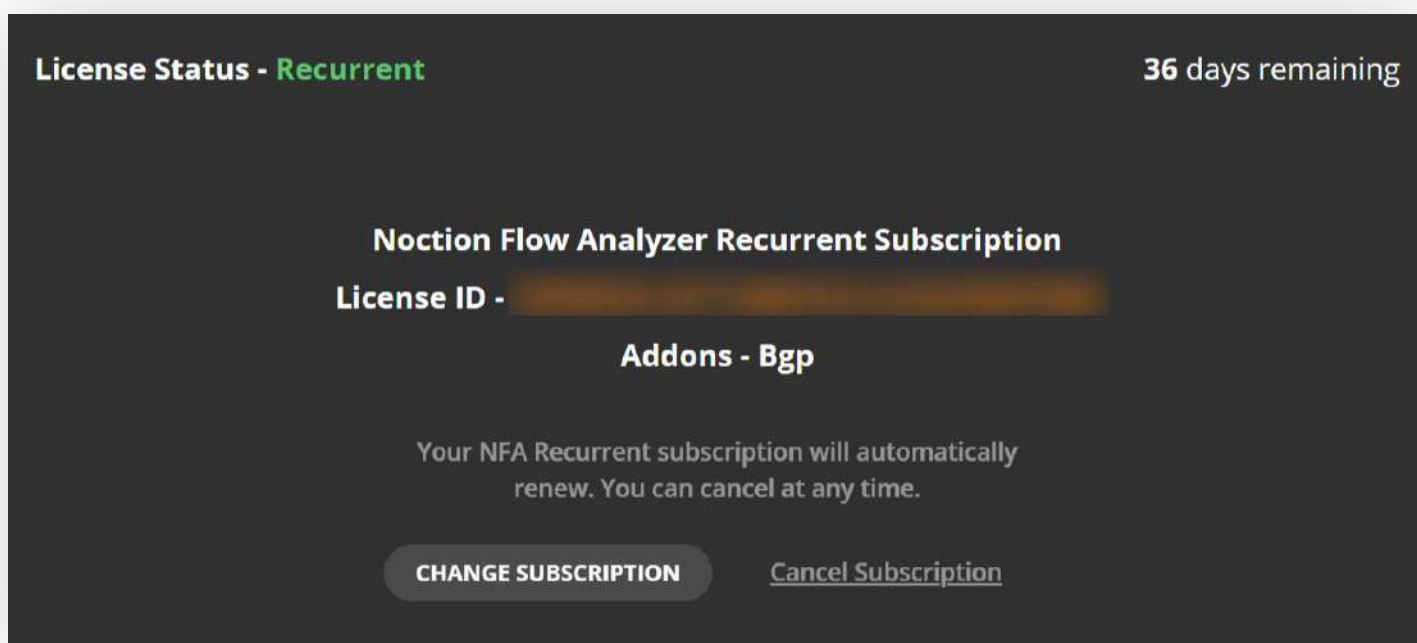 License Status - Recurrent
36 days remaining
Noction Flow Analyzer Recurrent Subscription
License ID -
Addons - Bgp
Your NFA Recurrent subscription will automatically
renew. You can cancel at any time.
CHANGE SUBSCRIPTION
Cancel Subscription